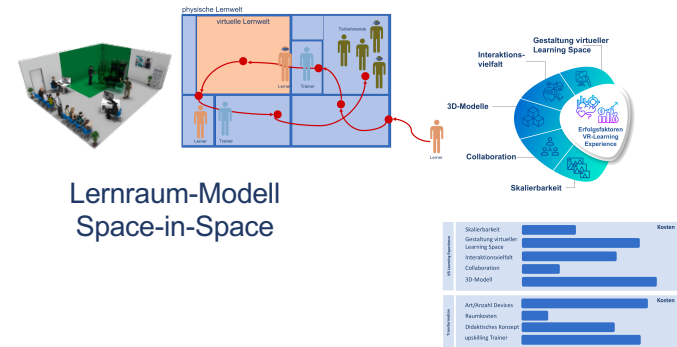 physische Lernwelt
virtuelle Lernwelt
Teilnehmende
Lerner
Trainer
Lerner
Trainer
Lerner
Lernraum-Modell
Space-in-Space
Gestaltung virtueller
Learning Space
Interaktions-
vielfalt
3D-Modelle
Collaboration
Skalierbarkeit
Erfolgsfaktoren
VR-Learning
Experience
VR-Learning Experience
Kosten
Skalierbarkeit
Gestaltung virtueller
Learning Space
Interaktionsvielfalt
Collaboration
3D-Modell
Transformation
Kosten
Art/Anzahl Devices
Raumkosten
Didaktisches Konzept
upskilling Trainer